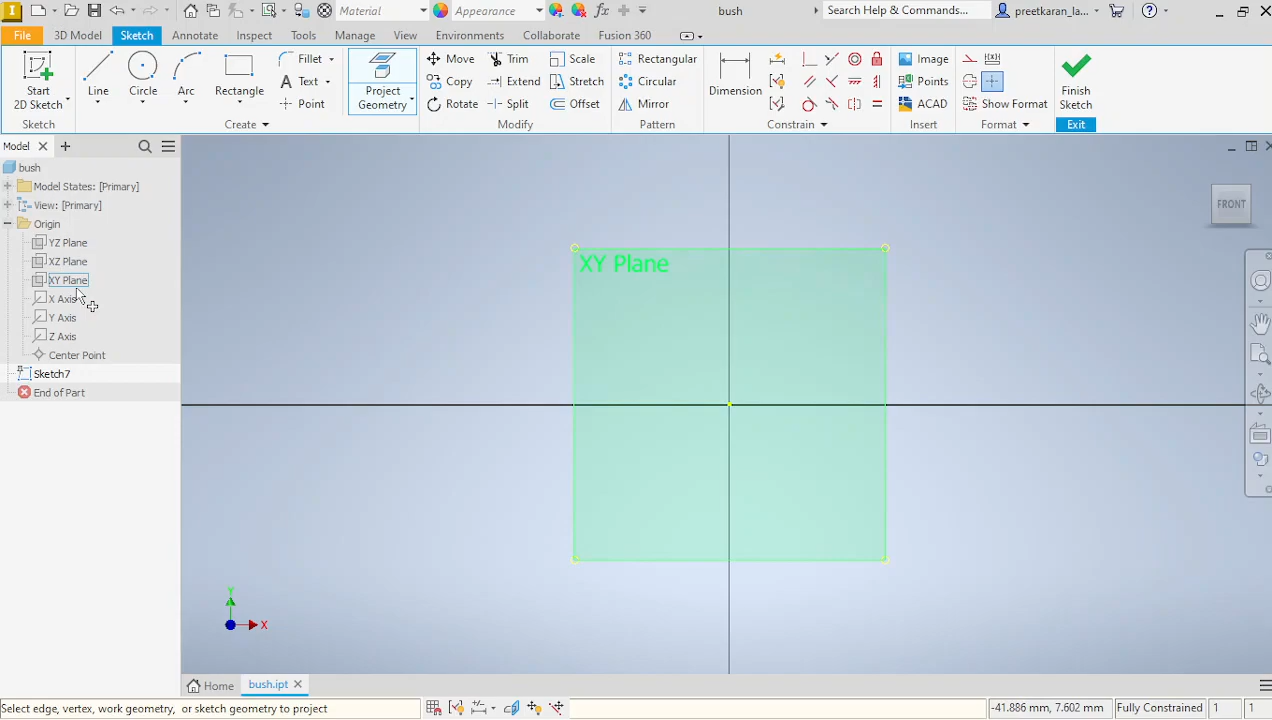 Material
Appearance
bush
Search Help & Commands...
preetkaran_la...
File
3D Model
Sketch
Annotate
Inspect
Tools
Manage
View
Environments
Collaborate
Fusion 360
Start
2D Sketch
Line
Circle
Arc
Rectangle
Fillet
Text
Point
Project
Geometry
Move
Copy
Rotate
Trim
Extend
Split
Scale
Stretch
Offset
Rectangular
Circular
Mirror
Dimension
Image
Points
ACAD
Show Format
Finish
Sketch
Sketch
Create
Modify
Pattern
Constrain
Insert
Format
Exit
Model
bush
Model States: [Primary]
View: [Primary]
Origin
YZ Plane
XZ Plane
XY Plane
X Axis
Y Axis
Z Axis
Center Point
Sketch7
End of Part
XY Plane
FRONT
Y
X
Home
bush.ipt
Select edge, vertex, work geometry, or sketch geometry to project
-41.886 mm, 7.602 mm
Fully Constrained
1
1